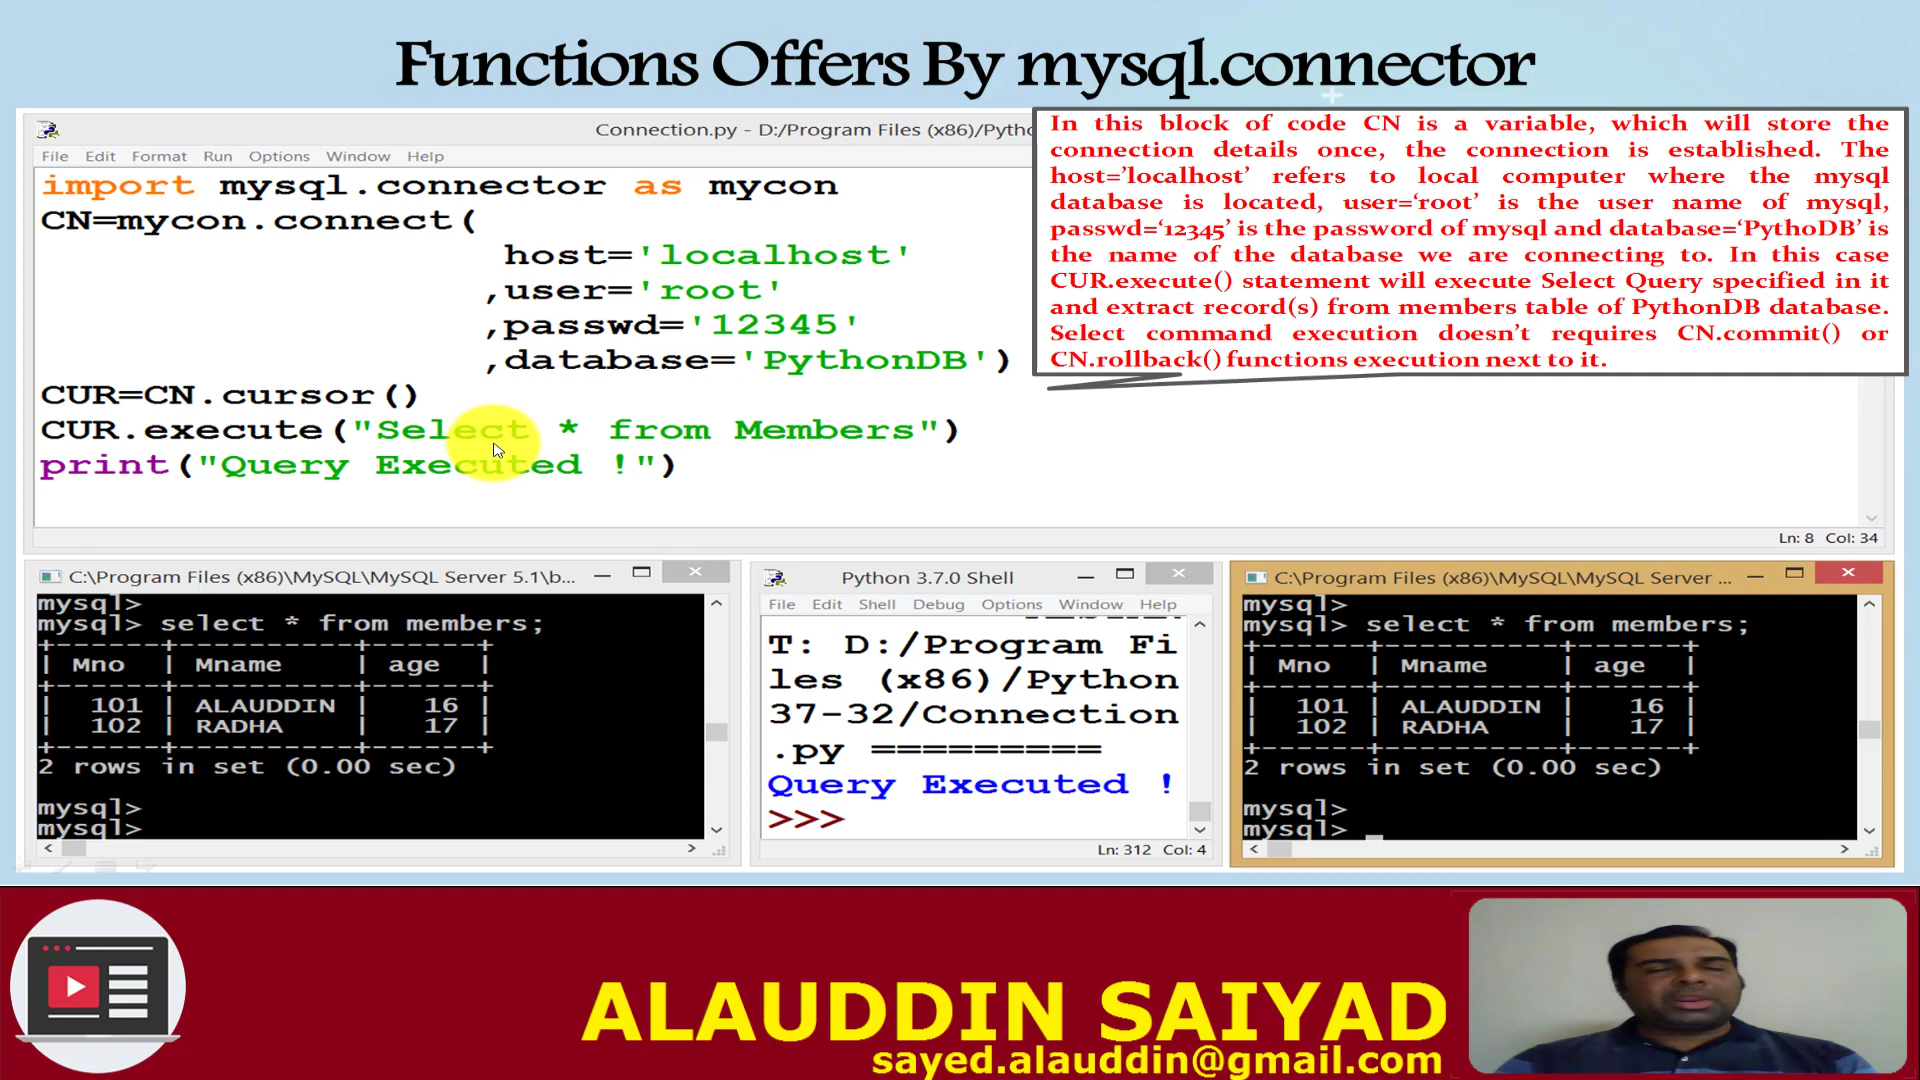 Functions Offers By mysql.connector
Connection.py - D:/Program Files (x86)/Pytho
File Edit Format Run Options Window Help
import mysql.connector as mycon
CN=mycon.connect(
host='localhost'
,user='root'
,passwd='12345'
,database='PythonDB')
CUR=CN.cursor()
CUR.execute("Select * from Members")
print("Query Executed !")
Ln: 8 Col: 34
In this block of code CN is a variable, which will store the
connection details once, the connection is established. The
host=’localhost’ refers to local computer where the mysql
database is located, user=‘root’ is the user name of mysql,
passwd=‘12345’ is the password of mysql and database=‘PythoDB’ is
the name of the database we are connecting to. In this case
CUR.execute() statement will execute Select Query specified in it
and extract record(s) from members table of PythonDB database.
Select command execution doesn’t requires CN.commit() or
CN.rollback() functions execution next to it.
C:\Program Files (x86)\MySQL\MySQL Server 5.1\b...
mysql>
mysql> select * from members;
+------+----------+------+
| Mno | Mname | age |
+------+----------+------+
| 101 | ALAUDDIN | 16 |
| 102 | RADHA | 17 |
+------+----------+------+
2 rows in set (0.00 sec)
mysql>
mysql>
Python 3.7.0 Shell
File Edit Shell Debug Options Window Help
T: D:/Program Fi
les (x86)/Python
37-32/Connection
.py =========
Query Executed !
>>>
Ln: 312 Col: 4
C:\Program Files (x86)\MySQL\MySQL Server ...
mysql>
mysql> select * from members;
+------+----------+------+
| Mno | Mname | age |
+------+----------+------+
| 101 | ALAUDDIN | 16 |
| 102 | RADHA | 17 |
+------+----------+------+
2 rows in set (0.00 sec)
mysql>
mysql> _
ALAUDDIN SAIYAD
sayed.alauddin@gmail.com